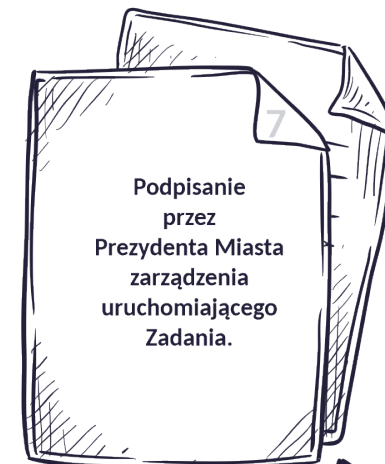 7
Podpisanie
przez
Prezydenta Miasta
zarządzenia
uruchomiającego
Zadania.